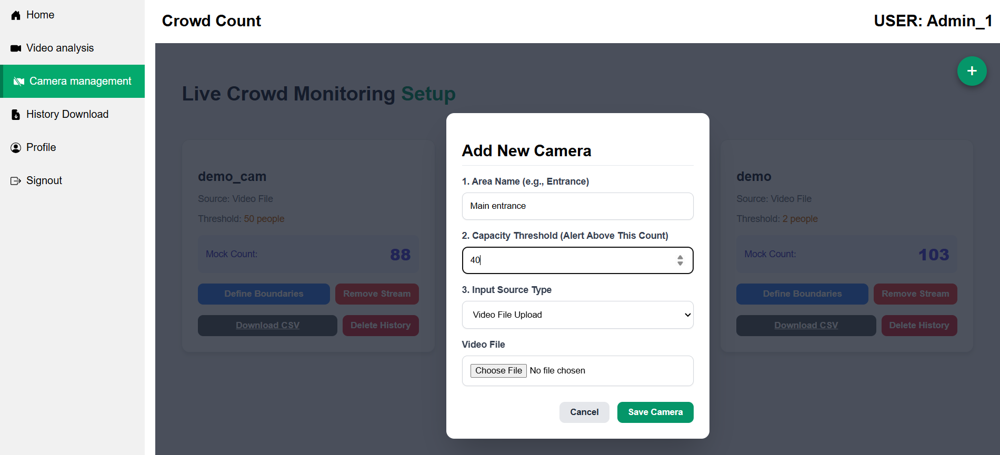 Home
Video analysis
Camera management
History Download
Profile
Signout
Crowd Count
USER: Admin_1
+
Live Crowd Monitoring Setup
demo_cam
Source: Video File
Threshold: 50 people
Mock Count: 88
Define Boundaries
Remove Stream
Download CSV
Delete History
Add New Camera
1. Area Name (e.g., Entrance)
Main entrance
2. Capacity Threshold (Alert Above This Count)
40
3. Input Source Type
Video File Upload
Video File
Choose File No file chosen
Cancel
Save Camera
demo
Source: Video File
Threshold: 2 people
Mock Count: 103
Define Boundaries
Remove Stream
Download CSV
Delete History